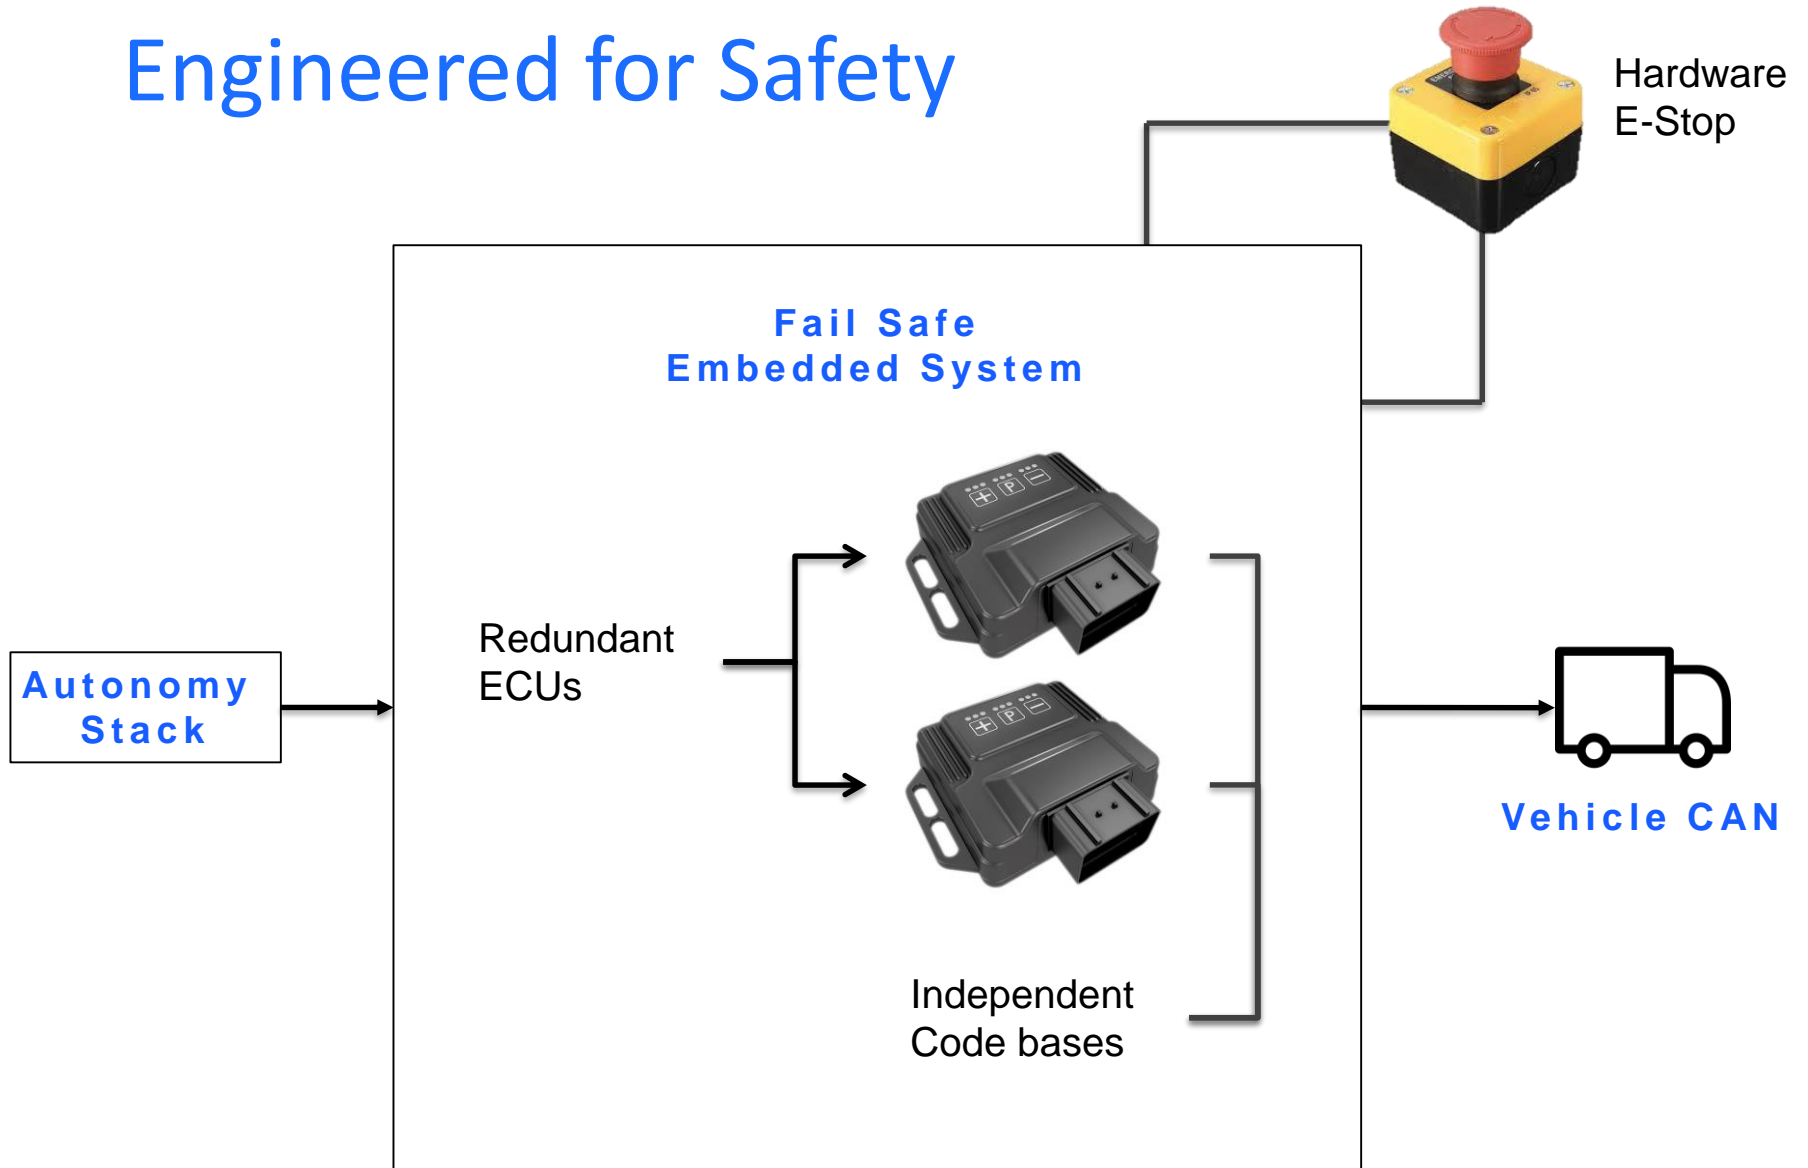 Engineered for Safety
Hardware
E-Stop
Fail Safe
Embedded System
Redundant
ECUs
Autonomy
Stack
Vehicle CAN
Independent
Code bases
P
P